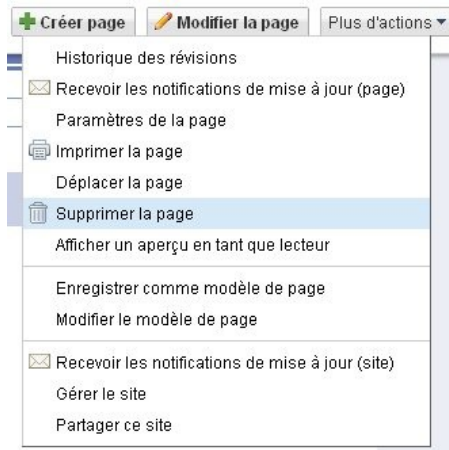 Créer page Modifier la page Plus d'actions
Historique des révisions
Recevoir les notifications de mise à jour (page)
Paramètres de la page
Imprimer la page
Déplacer la page
Supprimer la page
Afficher un aperçu en tant que lecteur
Enregistrer comme modèle de page
Modifier le modèle de page
Recevoir les notifications de mise à jour (site)
Gérer le site
Partager ce site